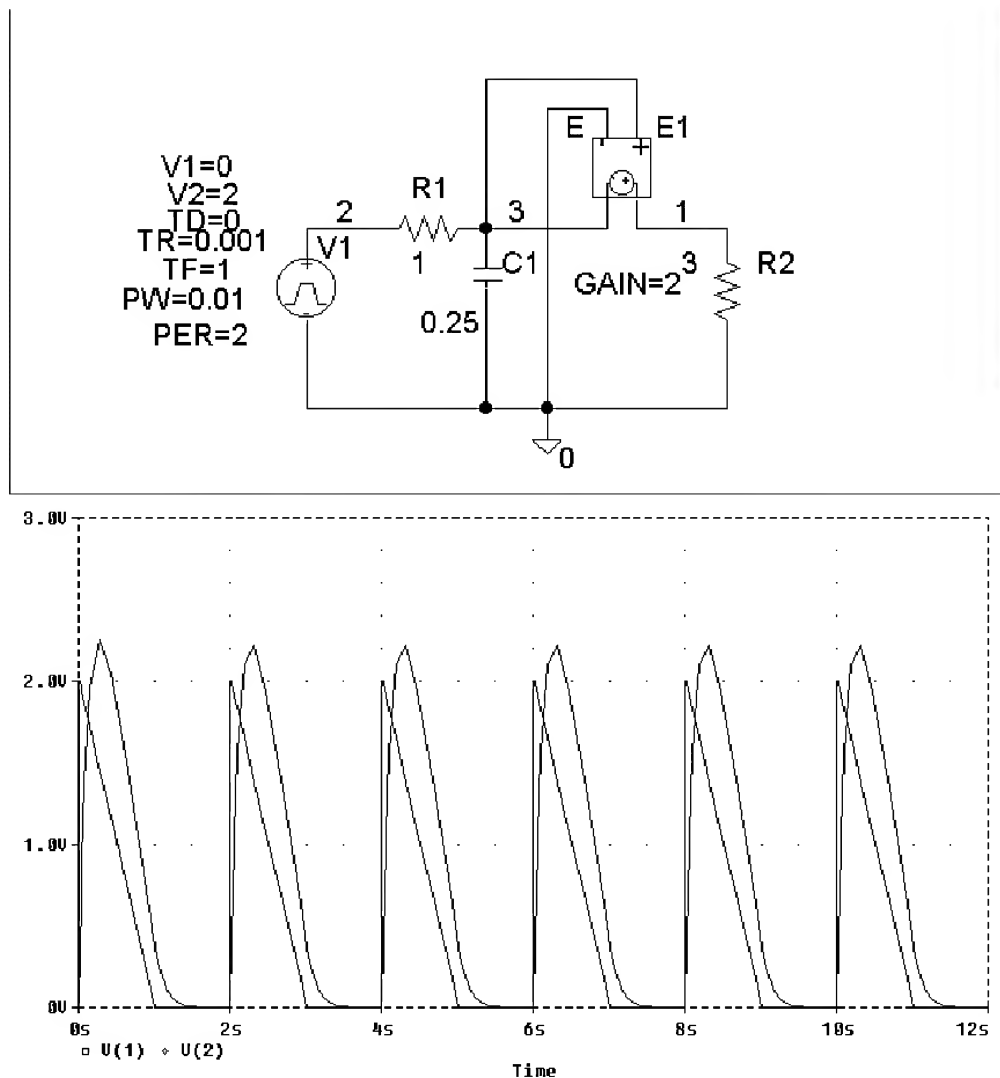 V1=0
V2=2
TD=0
TR=0.001
TF=1
PW=0.01
PER=2
2
V1
R1
1
3
C1
0.25
E
E1
1
GAIN=2
3
R2
0
3.0V
2.0V
1.0V
0V
0s 2s 4s 6s 8s 10s 12s
V(1) V(2)
Time